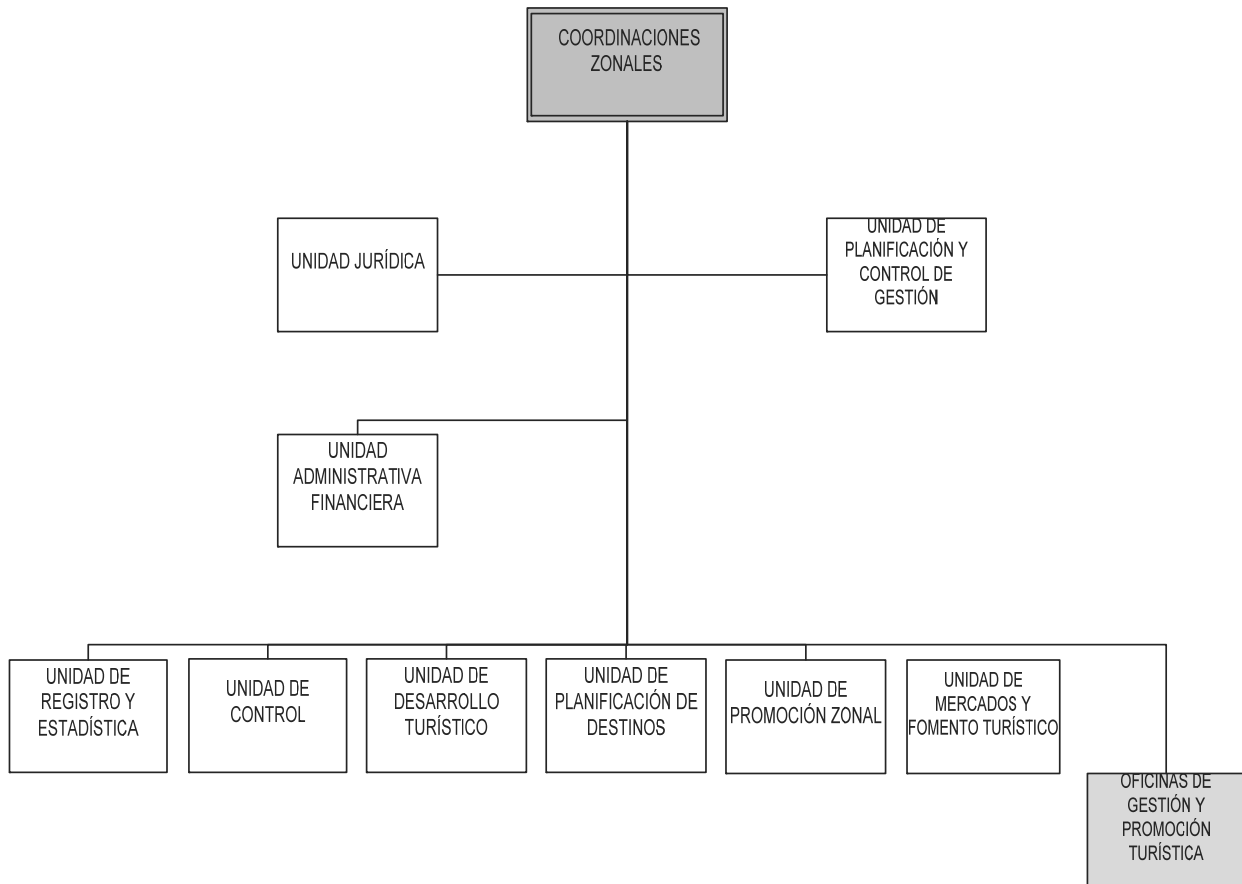 COORDINACIONES
ZONALES
UNIDAD JURÍDICA
UNIDAD DE
PLANIFICACIÓN Y
CONTROL DE
GESTIÓN
UNIDAD
ADMINISTRATIVA
FINANCIERA
UNIDAD DE
REGISTRO Y
ESTADÍSTICA
UNIDAD DE
CONTROL
UNIDAD DE
DESARROLLO
TURÍSTICO
UNIDAD DE
PLANIFICACIÓN DE
DESTINOS
UNIDAD DE
PROMOCIÓN ZONAL
UNIDAD DE
MERCADOS Y
FOMENTO TURÍSTICO
OFICINAS DE
GESTIÓN Y
PROMOCIÓN
TURÍSTICA